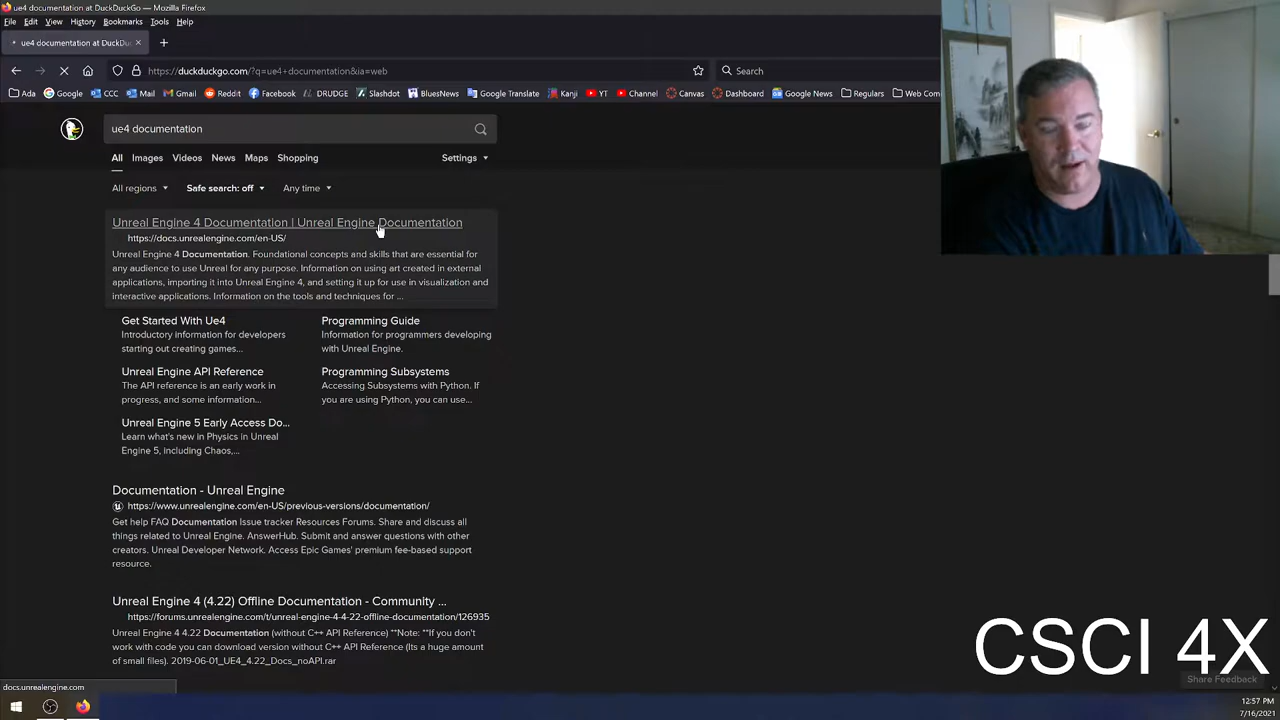 ue4 documentation at DuckDuckGo — Mozilla Firefox
File Edit View History Bookmarks Tools Help
ue4 documentation at DuckDu
https://duckduckgo.com/?q=ue4+documentation&ia=web
Search
Ada Google CCC Mail Gmail Reddit Facebook DRUDGE Slashdot BluesNews Google Translate Kanji YT Channel Canvas Dashboard Google News Regulars Web Com
ue4 documentation
All Images Videos News Maps Shopping Settings
All regions Safe search: off Any time
Unreal Engine 4 Documentation | Unreal Engine Documentation
https://docs.unrealengine.com/en-US/
Unreal Engine 4 Documentation. Foundational concepts and skills that are essential for
any audience to use Unreal for any purpose. Information on using art created in external
applications, importing it into Unreal Engine 4, and setting it up for use in visualization and
interactive applications. Information on the tools and techniques for ...
Get Started With Ue4
Introductory information for developers
starting out creating games...
Programming Guide
Information for programmers developing
with Unreal Engine.
Unreal Engine API Reference
The API reference is an early work in
progress, and some information...
Programming Subsystems
Accessing Subsystems with Python. If
you are using Python, you can use...
Unreal Engine 5 Early Access Do...
Learn what's new in Physics in Unreal
Engine 5, including Chaos,...
Documentation - Unreal Engine
https://www.unrealengine.com/en-US/previous-versions/documentation/
Get help FAQ Documentation Issue tracker Resources Forums. Share and discuss all
things related to Unreal Engine. AnswerHub. Submit and answer questions with other
creators. Unreal Developer Network. Access Epic Games' premium fee-based support
resource.
Unreal Engine 4 (4.22) Offline Documentation - Community ...
https://forums.unrealengine.com/t/unreal-engine-4-4-22-offline-documentation/126935
Unreal Engine 4 4.22 Documentation (without C++ API Reference) **Note: **If you don't
work with code you can download version without C++ API Reference (Its a huge amount
of small files). 2019-06-01_UE4_4.22_Docs_noAPI.rar
CSCI 4X
Share Feedback
docs.unrealengine.com
12:57 PM
7/16/2021